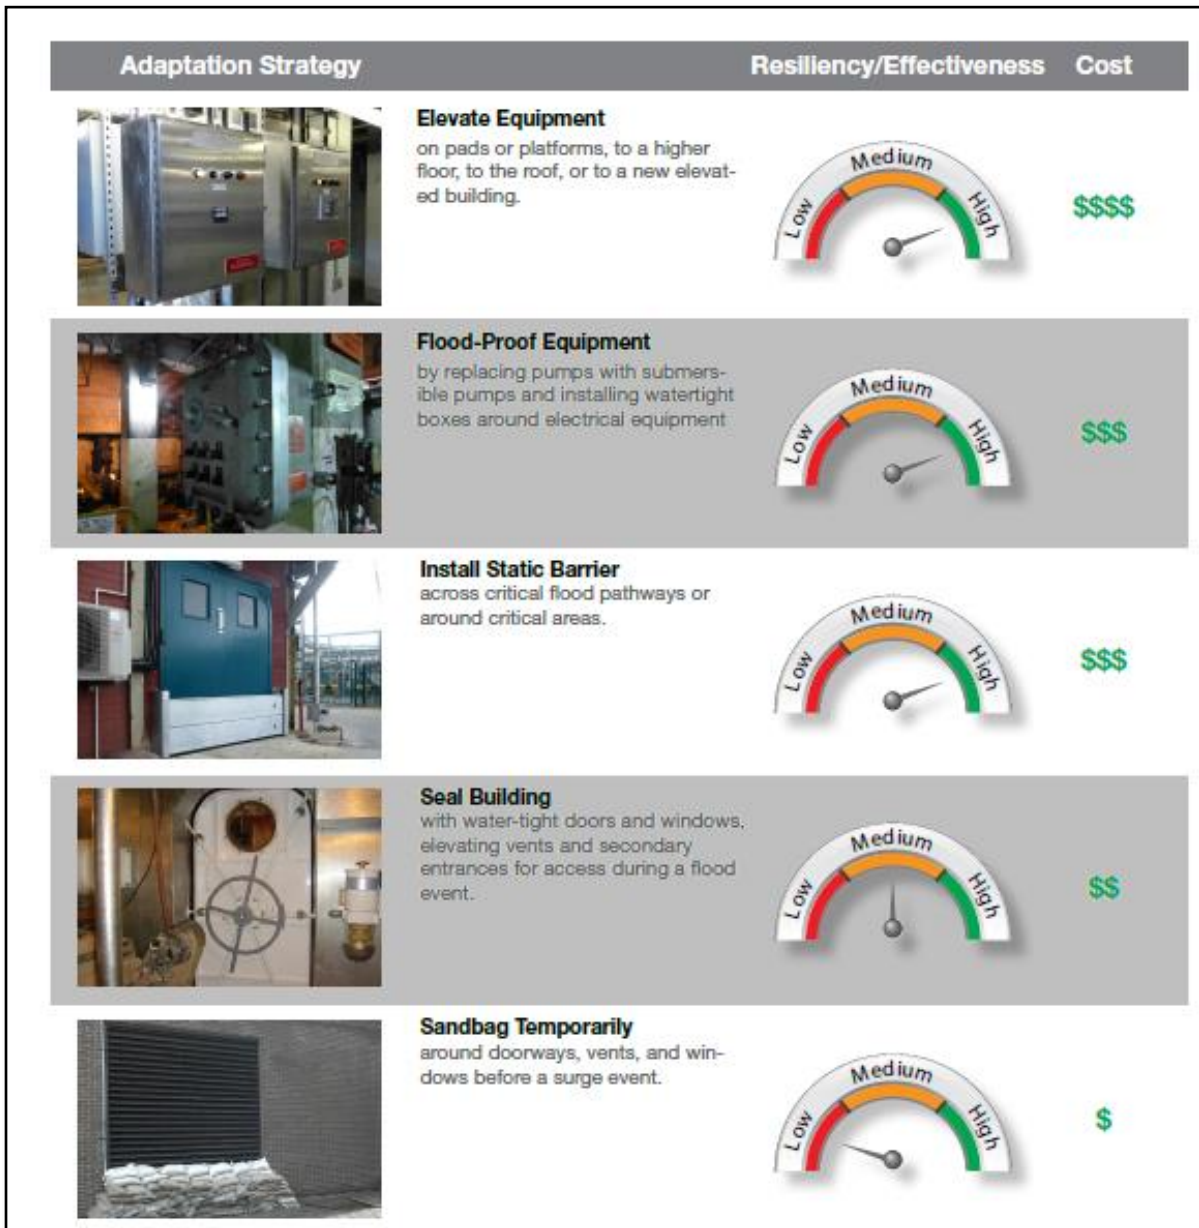 Adaptation Strategy Resiliency/Effectiveness Cost
Elevate Equipment
on pads or platforms, to a higher
floor, to the roof, or to a new elevat-
ed building.
Low Medium High
$$$$
Flood-Proof Equipment
by replacing pumps with submers-
ible pumps and installing watertight
boxes around electrical equipment
Low Medium High
$$$
Install Static Barrier
across critical flood pathways or
around critical areas.
Low Medium High
$$$
Seal Building
with water-tight doors and windows,
elevating vents and secondary
entrances for access during a flood
event.
Low Medium High
$$
Sandbag Temporarily
around doorways, vents, and win-
dows before a surge event.
Low Medium High
$